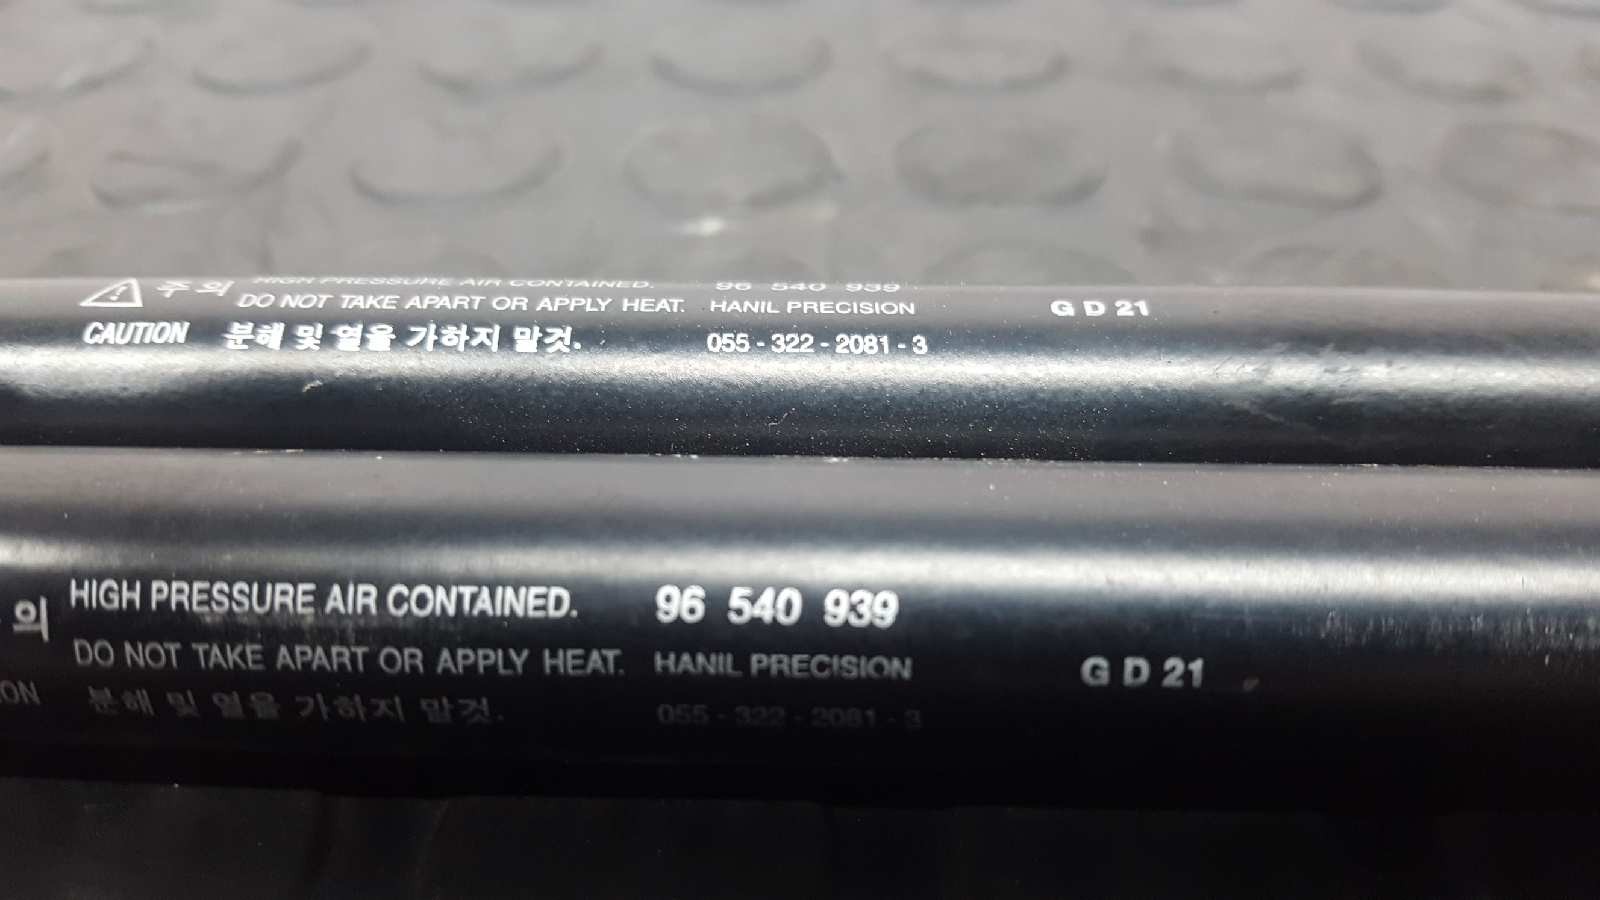 주의 HIGH PRESSURE AIR CONTAINED. 96 540 939
DO NOT TAKE APART OR APPLY HEAT. HANIL PRECISION G D 21
CAUTION 분해 및 열을 가하지 말것. 055 - 322 - 2081 - 3
의 HIGH PRESSURE AIR CONTAINED. 96 540 939
DO NOT TAKE APART OR APPLY HEAT. HANIL PRECISION G D 21
ON 분해 및 열을 가하지 말것. 055 - 322 - 2081 - 3